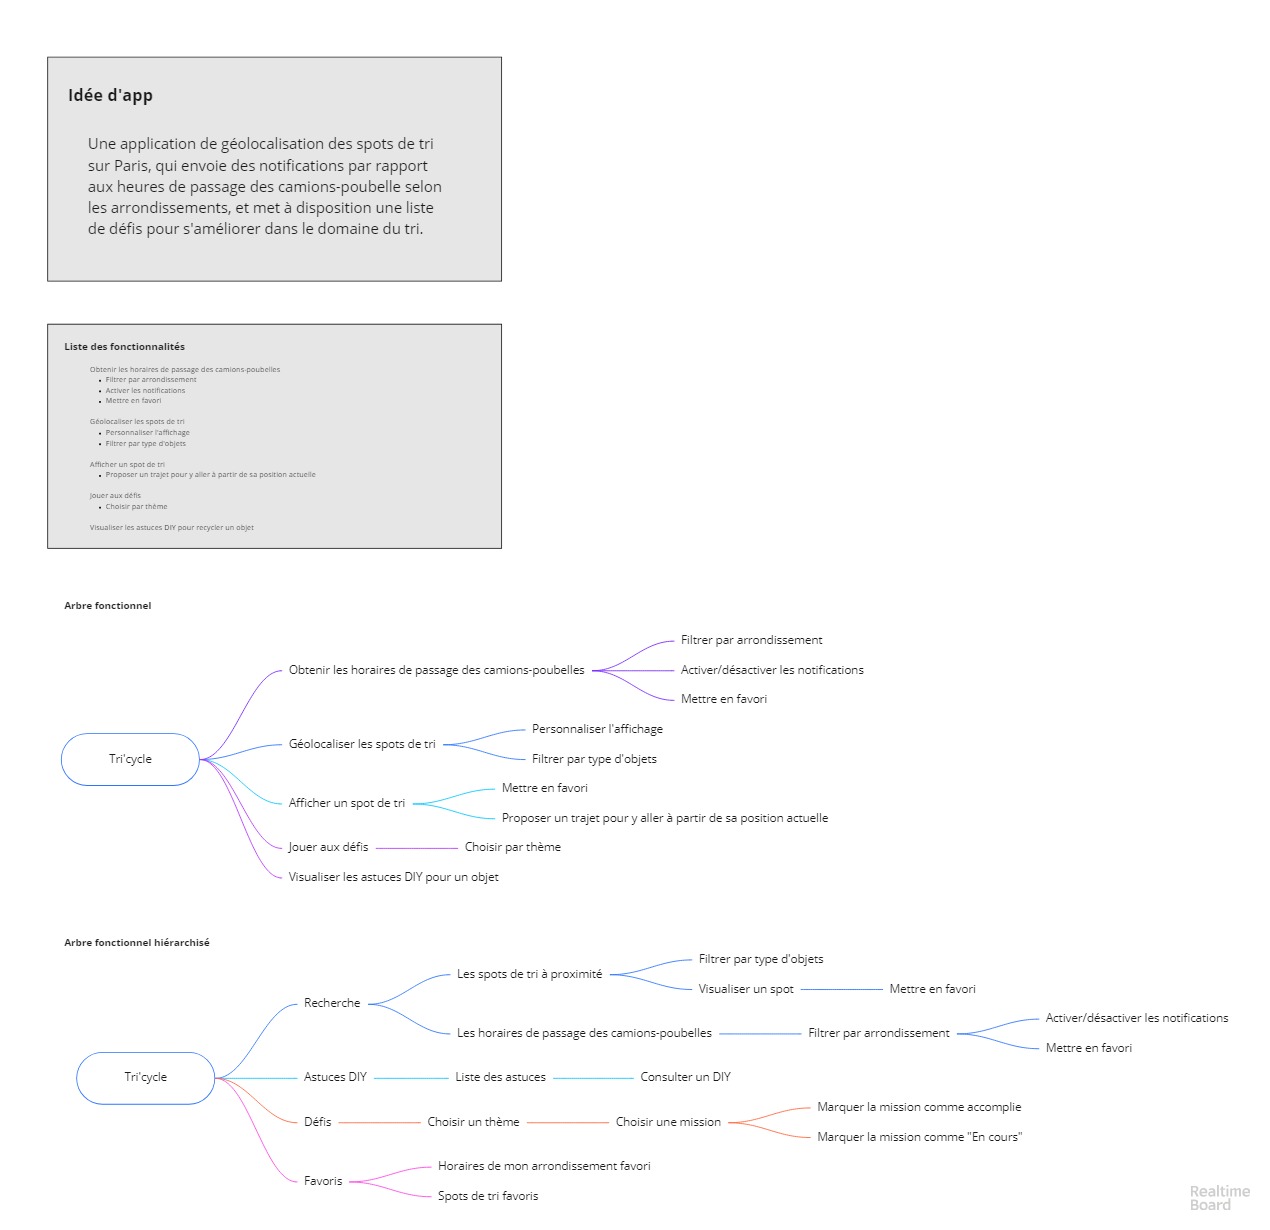 Idée d'app
Une application de géolocalisation des spots de tri
sur Paris, qui envoie des notifications par rapport
aux heures de passage des camions-poubelle selon
les arrondissements, et met à disposition une liste
de défis pour s'améliorer dans le domaine du tri.
Liste des fonctionnalités
Obtenir les horaires de passage des camions-poubelles
• Filtrer par arrondissement
• Activer les notifications
• Mettre en favori
Géolocaliser les spots de tri
• Personnaliser l'affichage
• Filtrer par type d'objets
Afficher un spot de tri
• Proposer un trajet pour y aller à partir de sa position actuelle
Jouer aux défis
• Choisir par thème
Visualiser les astuces DIY pour recycler un objet
Arbre fonctionnel
Tri'cycle
Obtenir les horaires de passage des camions-poubelles
Filtrer par arrondissement
Activer/désactiver les notifications
Mettre en favori
Géolocaliser les spots de tri
Personnaliser l'affichage
Filtrer par type d'objets
Afficher un spot de tri
Mettre en favori
Proposer un trajet pour y aller à partir de sa position actuelle
Jouer aux défis
Choisir par thème
Visualiser les astuces DIY pour un objet
Arbre fonctionnel hiérarchisé
Tri'cycle
Recherche
Les spots de tri à proximité
Filtrer par type d'objets
Visualiser un spot
Mettre en favori
Les horaires de passage des camions-poubelles
Filtrer par arrondissement
Activer/désactiver les notifications
Mettre en favori
Astuces DIY
Liste des astuces
Consulter un DIY
Défis
Choisir un thème
Choisir une mission
Marquer la mission comme accomplie
Marquer la mission comme "En cours"
Favoris
Horaires de mon arrondissement favori
Spots de tri favoris
Realtime
Board